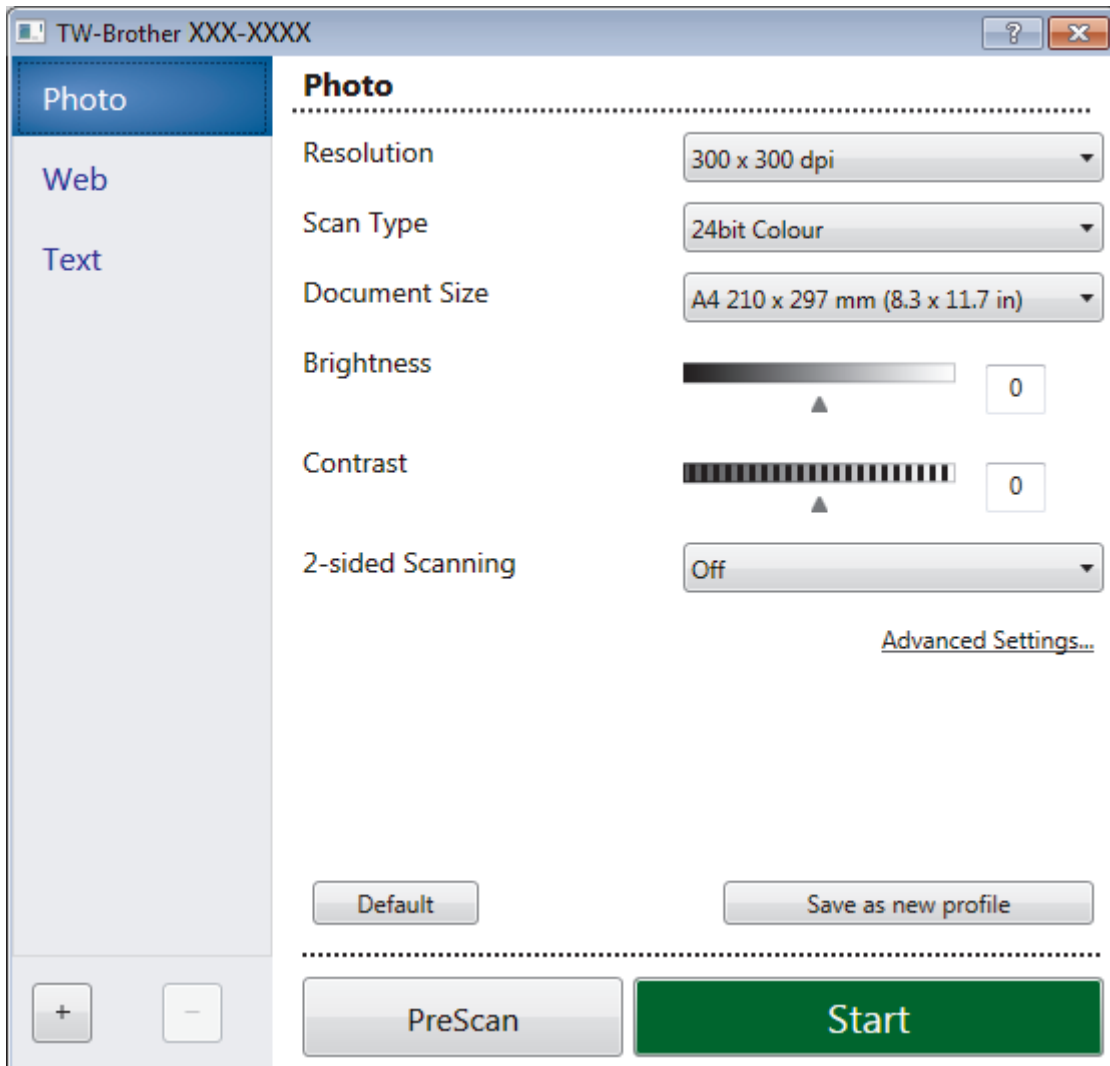 TW-Brother XXX-XXXX
?
Photo
Web
Text
Photo
Resolution
300 x 300 dpi
Scan Type
24bit Colour
Document Size
A4 210 x 297 mm (8.3 x 11.7 in)
Brightness
0
Contrast
0
2-sided Scanning
Off
Advanced Settings...
Default
Save as new profile
+
−
PreScan
Start